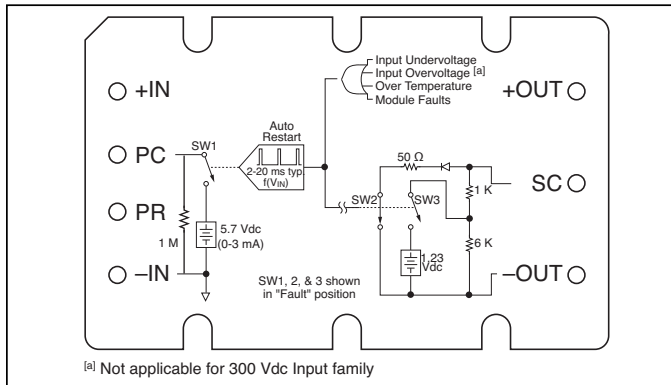 Input Undervoltage
Input Overvoltage [a]
Over Temperature
Module Faults
+IN
+OUT
Auto
Restart
2-20 ms typ.
f(VIN)
PC
SW1
50 Ω
1 K
SC
SW2
SW3
PR
1 M
5.7 Vdc
(0-3 mA)
6 K
1.23
Vdc
–IN
–OUT
SW1, 2, & 3 shown
in "Fault" position
[a] Not applicable for 300 Vdc Input family